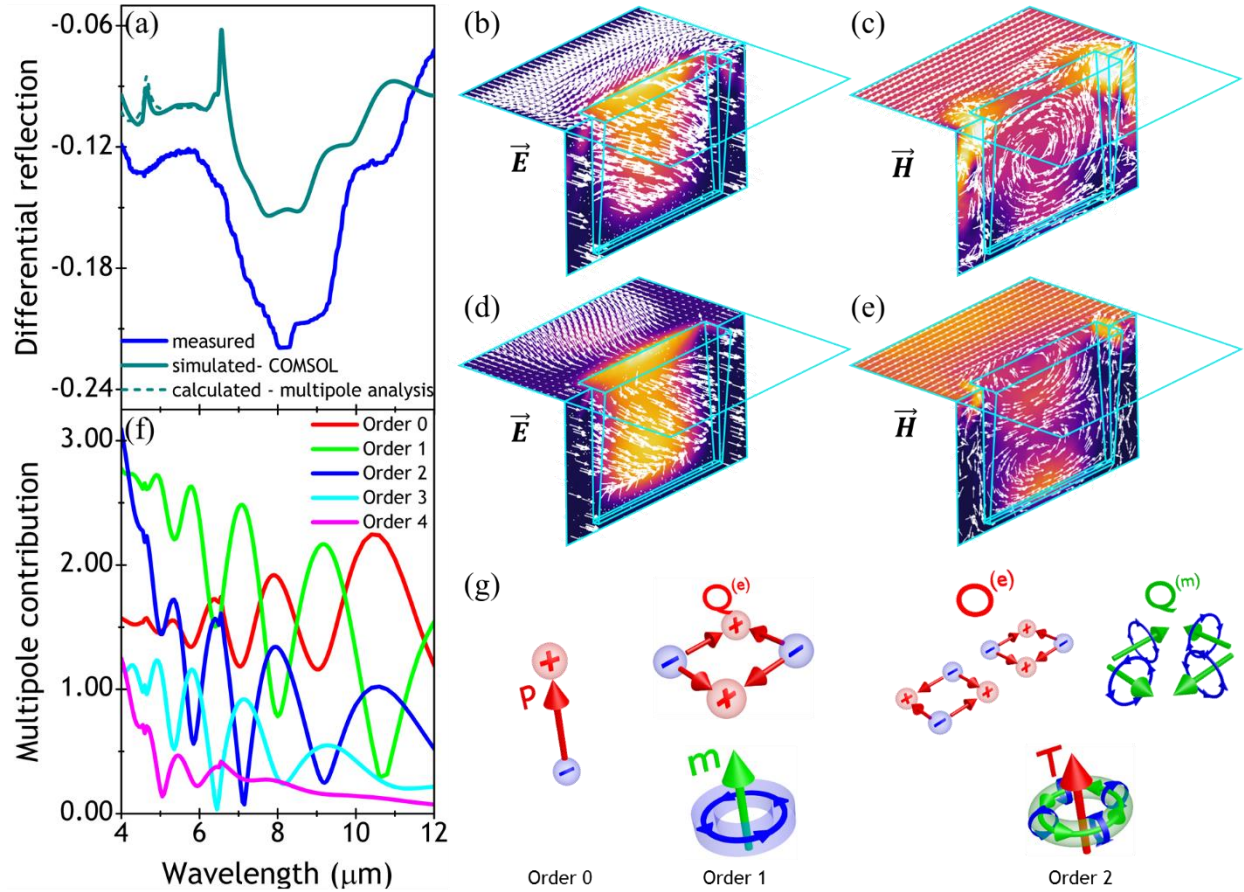 (a)
-0.06
-0.12
-0.18
-0.24
Differential reflection
measured
simulated- COMSOL
calculated - multipole analysis
(b)
E
(c)
H
(d)
E
(e)
H
(f)
Order 0
Order 1
Order 2
Order 3
Order 4
3.00
2.00
1.00
0.00
Multipole contribution
4 6 8 10 12
Wavelength (μm)
(g)
P
+
−
Order 0
Q(e)
+
− −
+
m
Order 1
O(e)
+
− −
+
−
+ +
−
Q(m)
T
Order 2